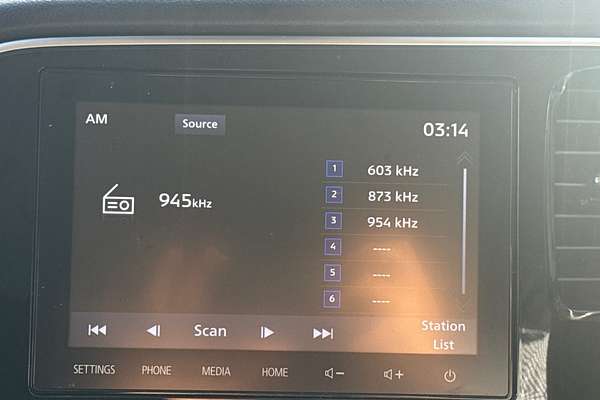 AM
Source
03:14
945kHz
1 603 kHz
2 873 kHz
3 954 kHz
4 ----
5 ----
6 ----
Scan
Station
List
SETTINGS PHONE MEDIA HOME